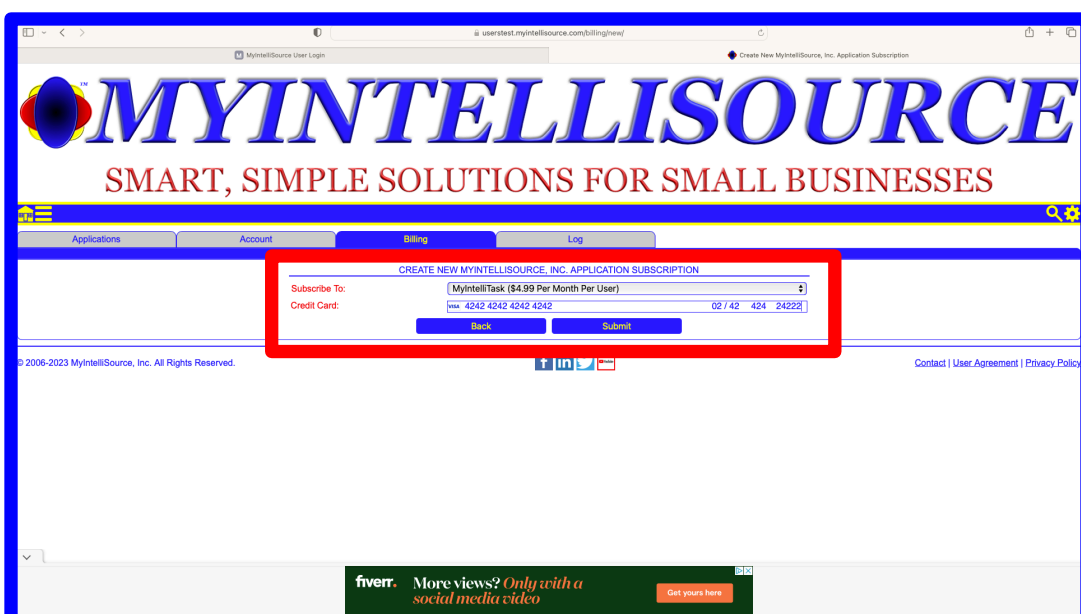 userstest.myintellisource.com/billing/new/
MyIntelliSource User Login
Create New MyIntelliSource, Inc. Application Subscription
MYINTELLISOURCE
TM
SMART, SIMPLE SOLUTIONS FOR SMALL BUSINESSES
Applications
Account
Billing
Log
CREATE NEW MYINTELLISOURCE, INC. APPLICATION SUBSCRIPTION
Subscribe To: MyIntelliTask ($4.99 Per Month Per User)
Credit Card: VISA 4242 4242 4242 4242 02 / 42 424 24222
Back Submit
© 2006-2023 MyIntelliSource, Inc. All Rights Reserved.
Contact | User Agreement | Privacy Policy
fiverr. More views? Only with a
social media video
Get yours here